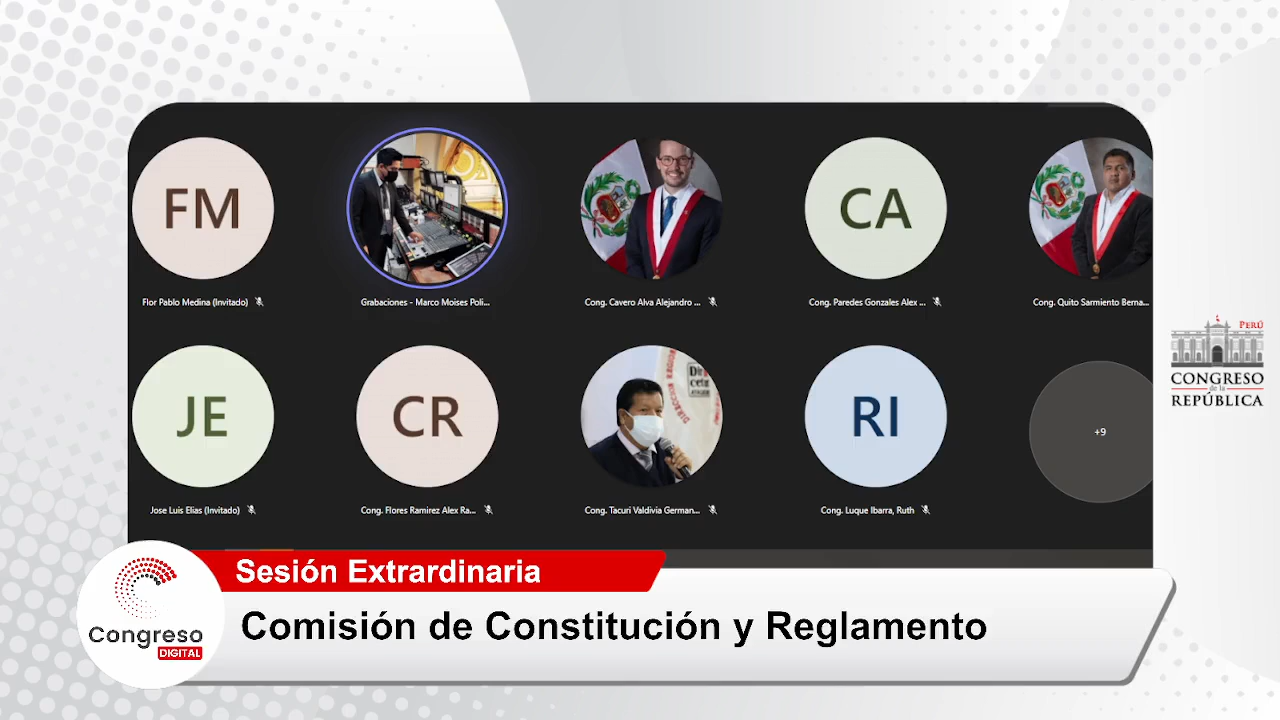 FM
CA
Flor Pablo Medina (Invitado)
Grabaciones - Marco Moises Poli...
Cong. Cavero Alva Alejandro ...
Cong. Paredes Gonzales Alex ...
Cong. Quito Sarmiento Berna...
JE
CR
RI
+9
Jose Luis Elias (Invitado)
Cong. Flores Ramirez Alex Ra...
Cong. Tacuri Valdivia German...
Cong. Luque Ibarra, Ruth
PERÚ
CONGRESO
de la
REPÚBLICA
Sesión Extrardinaria
Comisión de Constitución y Reglamento
Congreso
DIGITAL